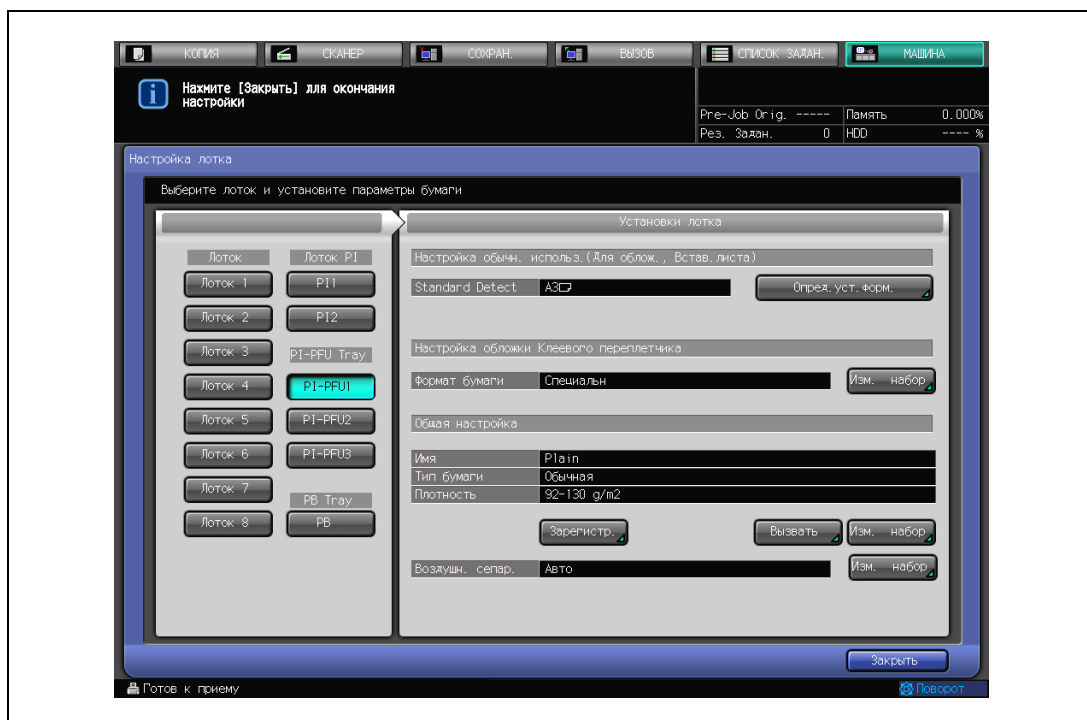 КОПИЯ СКАНЕР СОХРАН. ВЫЗОВ СПИСОК ЗАДАН. МАШИНА
Нажмите [Закрыть] для окончания
настройки
Pre-Job Orig. ----- Память 0.000%
Рез. Задан. 0 HDD ---- %
Настройка лотка
Выберите лоток и установите параметры бумаги
Установки лотка
Лоток Лоток PI
Лоток 1 PI1
Лоток 2 PI2
Лоток 3 PI-PFU Tray
Лоток 4 PI-PFU1
Лоток 5 PI-PFU2
Лоток 6 PI-PFU3
Лоток 7 PB Tray
Лоток 8 PB
Настройка обычн. использ.(Для облож., Встав.листа)
Standard Detect A3 Опред.уст.форм.
Настройка обложки Клеевого переплетчика
Формат бумаги Специальн Изм. набор
Общая настройка
Имя Plain
Тип бумаги Обычная
Плотность 92-130 g/m2
Зарегистр. Вызвать Изм. набор
Воздушн. сепар. Авто Изм. набор
Закрыть
Готов к приему Поворот